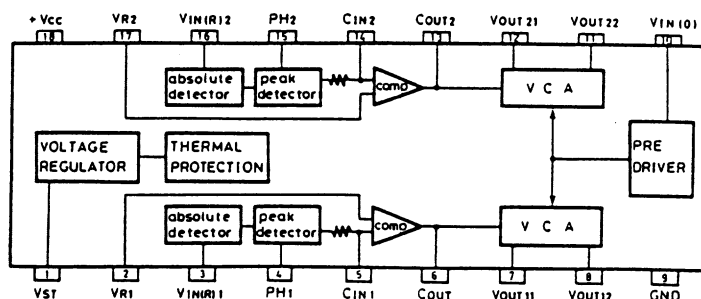 +Vcc VR2 VIN(R)2 PH2 CIN2 COUT2 VOUT21 VOUT22 VIN(O)
18 17 16 15 14 13 12 11 10
absolute detector
peak detector
comp
V C A
VOLTAGE REGULATOR
THERMAL PROTECTION
PRE DRIVER
absolute detector
peak detector
comp
V C A
1 2 3 4 5 6 7 8 9
VST VR1 VIN(R)1 PH1 CIN1 COUT VOUT11 VOUT12 GND